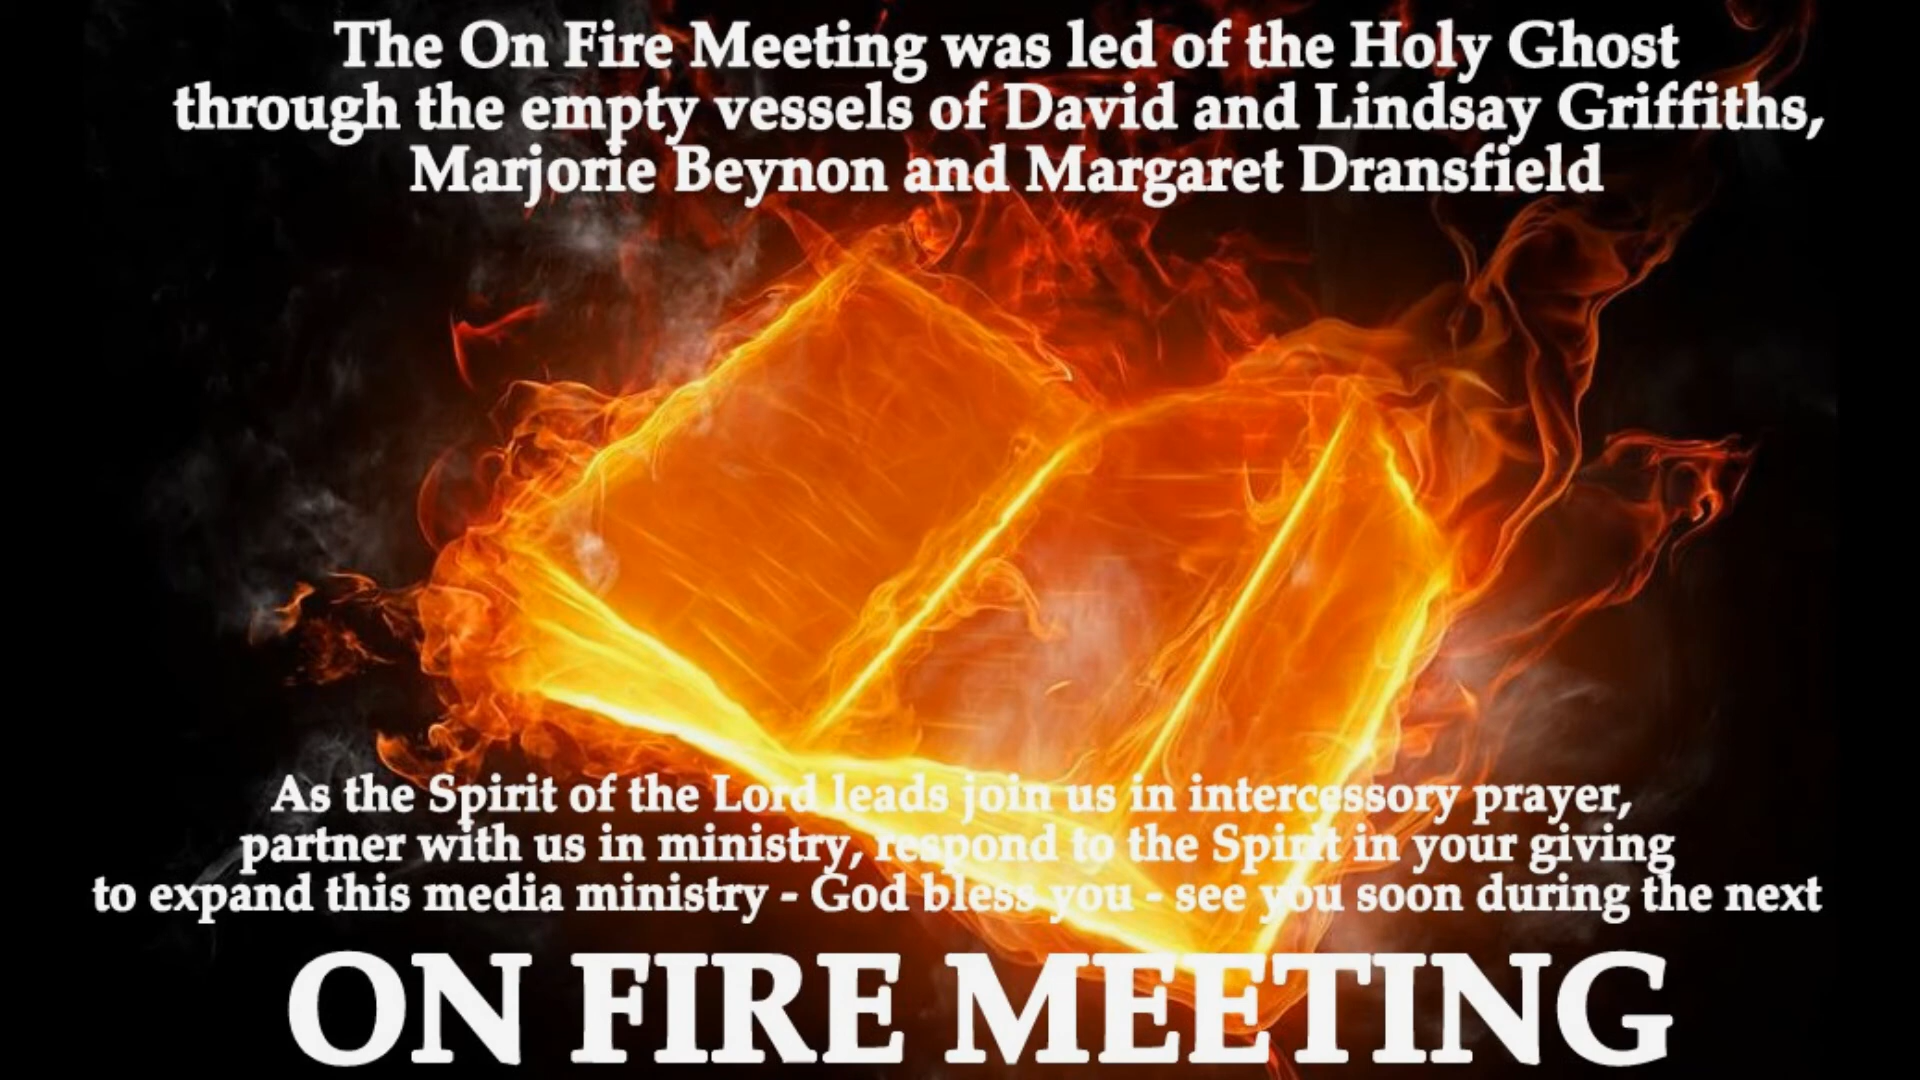 The On Fire Meeting was led of the Holy Ghost
through the empty vessels of David and Lindsay Griffiths,
Marjorie Beynon and Margaret Dransfield
As the Spirit of the Lord leads join us in intercessory prayer,
partner with us in ministry, respond to the Spirit in your giving
to expand this media ministry - God bless you - see you soon during the next
ON FIRE MEETING